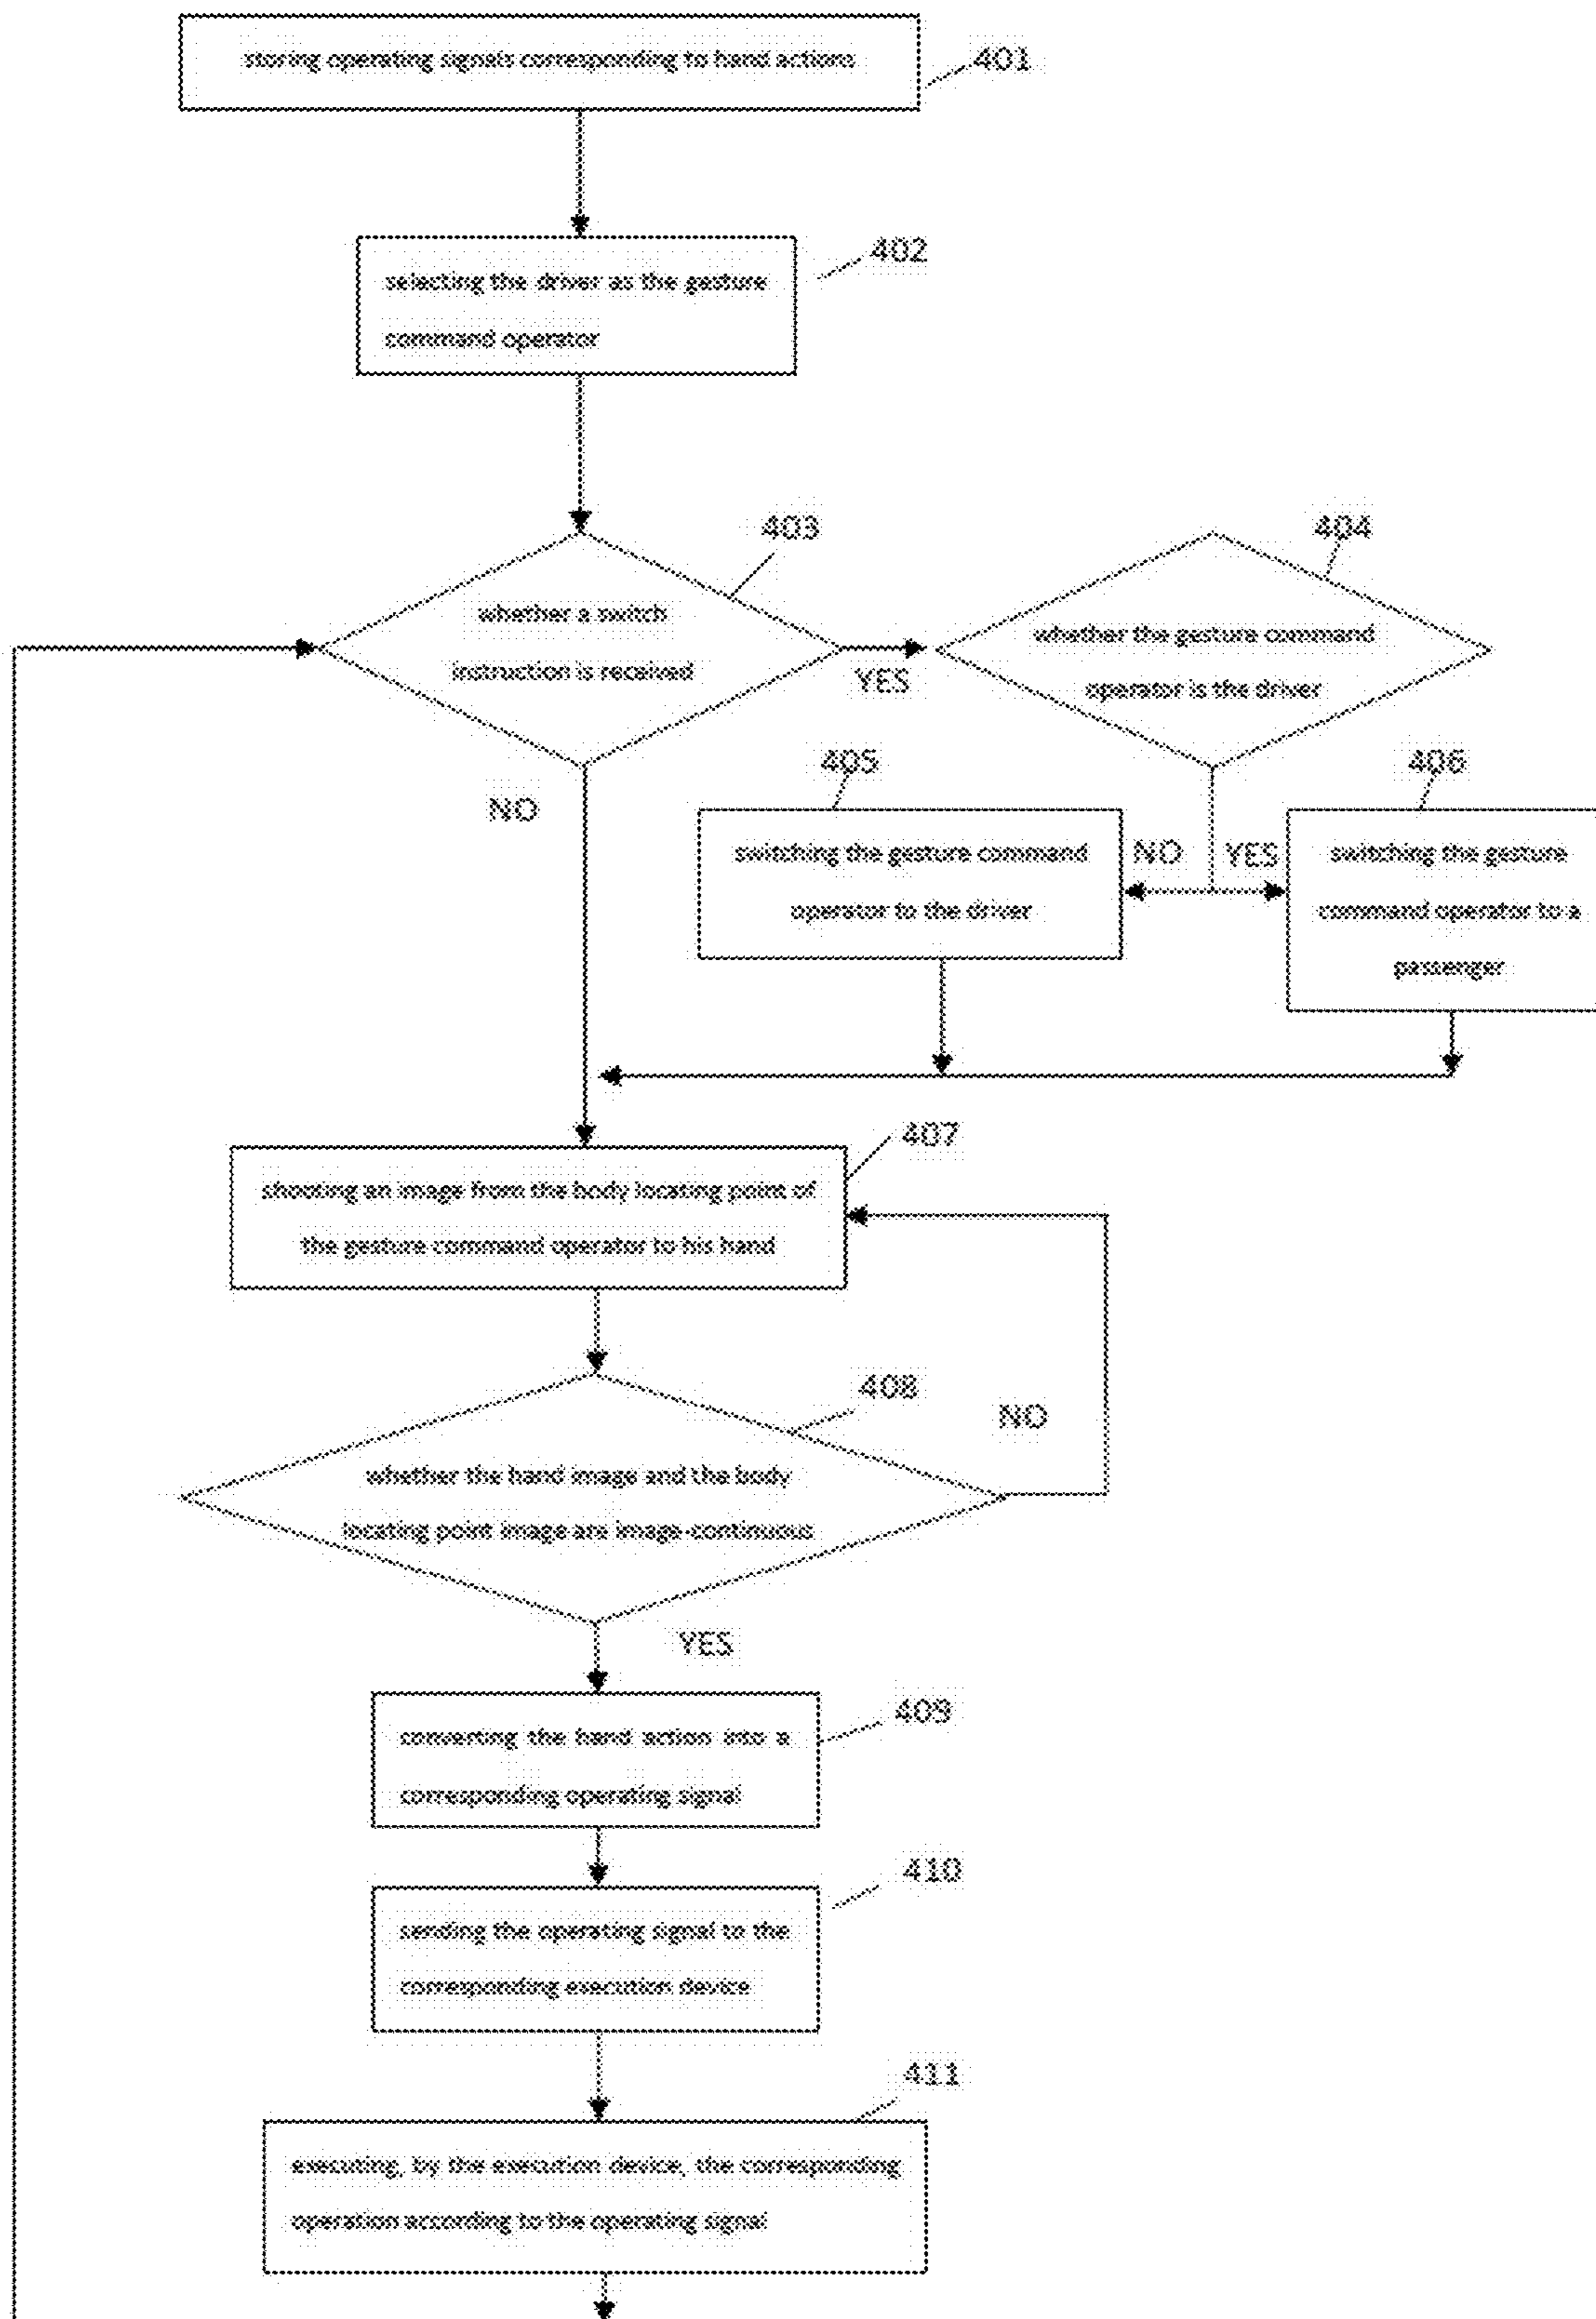 storing operating signals corresponding to hand actions
401
402
selecting the driver as the gesture
command operator
403
404
whether a switch
instruction is received
YES
whether the gesture command
operator is the driver
NO
405
406
switching the gesture command
operator to the driver
NO
YES
switching the gesture
command operator to a
passenger
407
shooting an image from the body locating point of
the gesture command operator to his hand
408
NO
whether the hand image and the body
locating point image are image-continuous
YES
409
converting the hand action into a
corresponding operating signal
410
sending the operating signal to the
corresponding execution device
411
executing, by the execution device, the corresponding
operation according to the operating signal